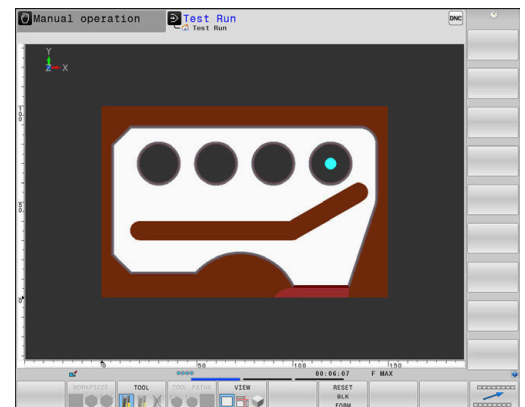 Manual operation
Test Run
Test Run
DNC
Y
Z X
100
50
0
0
50
100
150
00:06:07 F MAX
WORKPIECE TOOL TOOL PATHS VIEW RESET
BLK
FORM